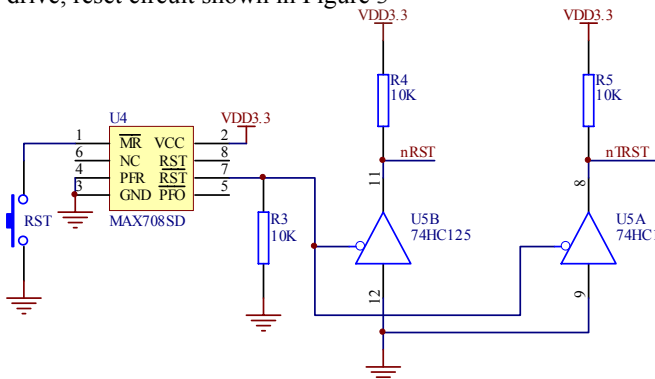 drive, reset circuit shown in Figure 3
VDD3.3
VDD3.3
R4
10K
R5
10K
U4
VDD3.3
1 MR VCC 2
6 NC RST 8
4 PFR RST 7
3 GND PFO 5
MAX708SD
nRST
nTRST
11
8
RST
R3
10K
U5B
74HC125
U5A
74HC1
12
9